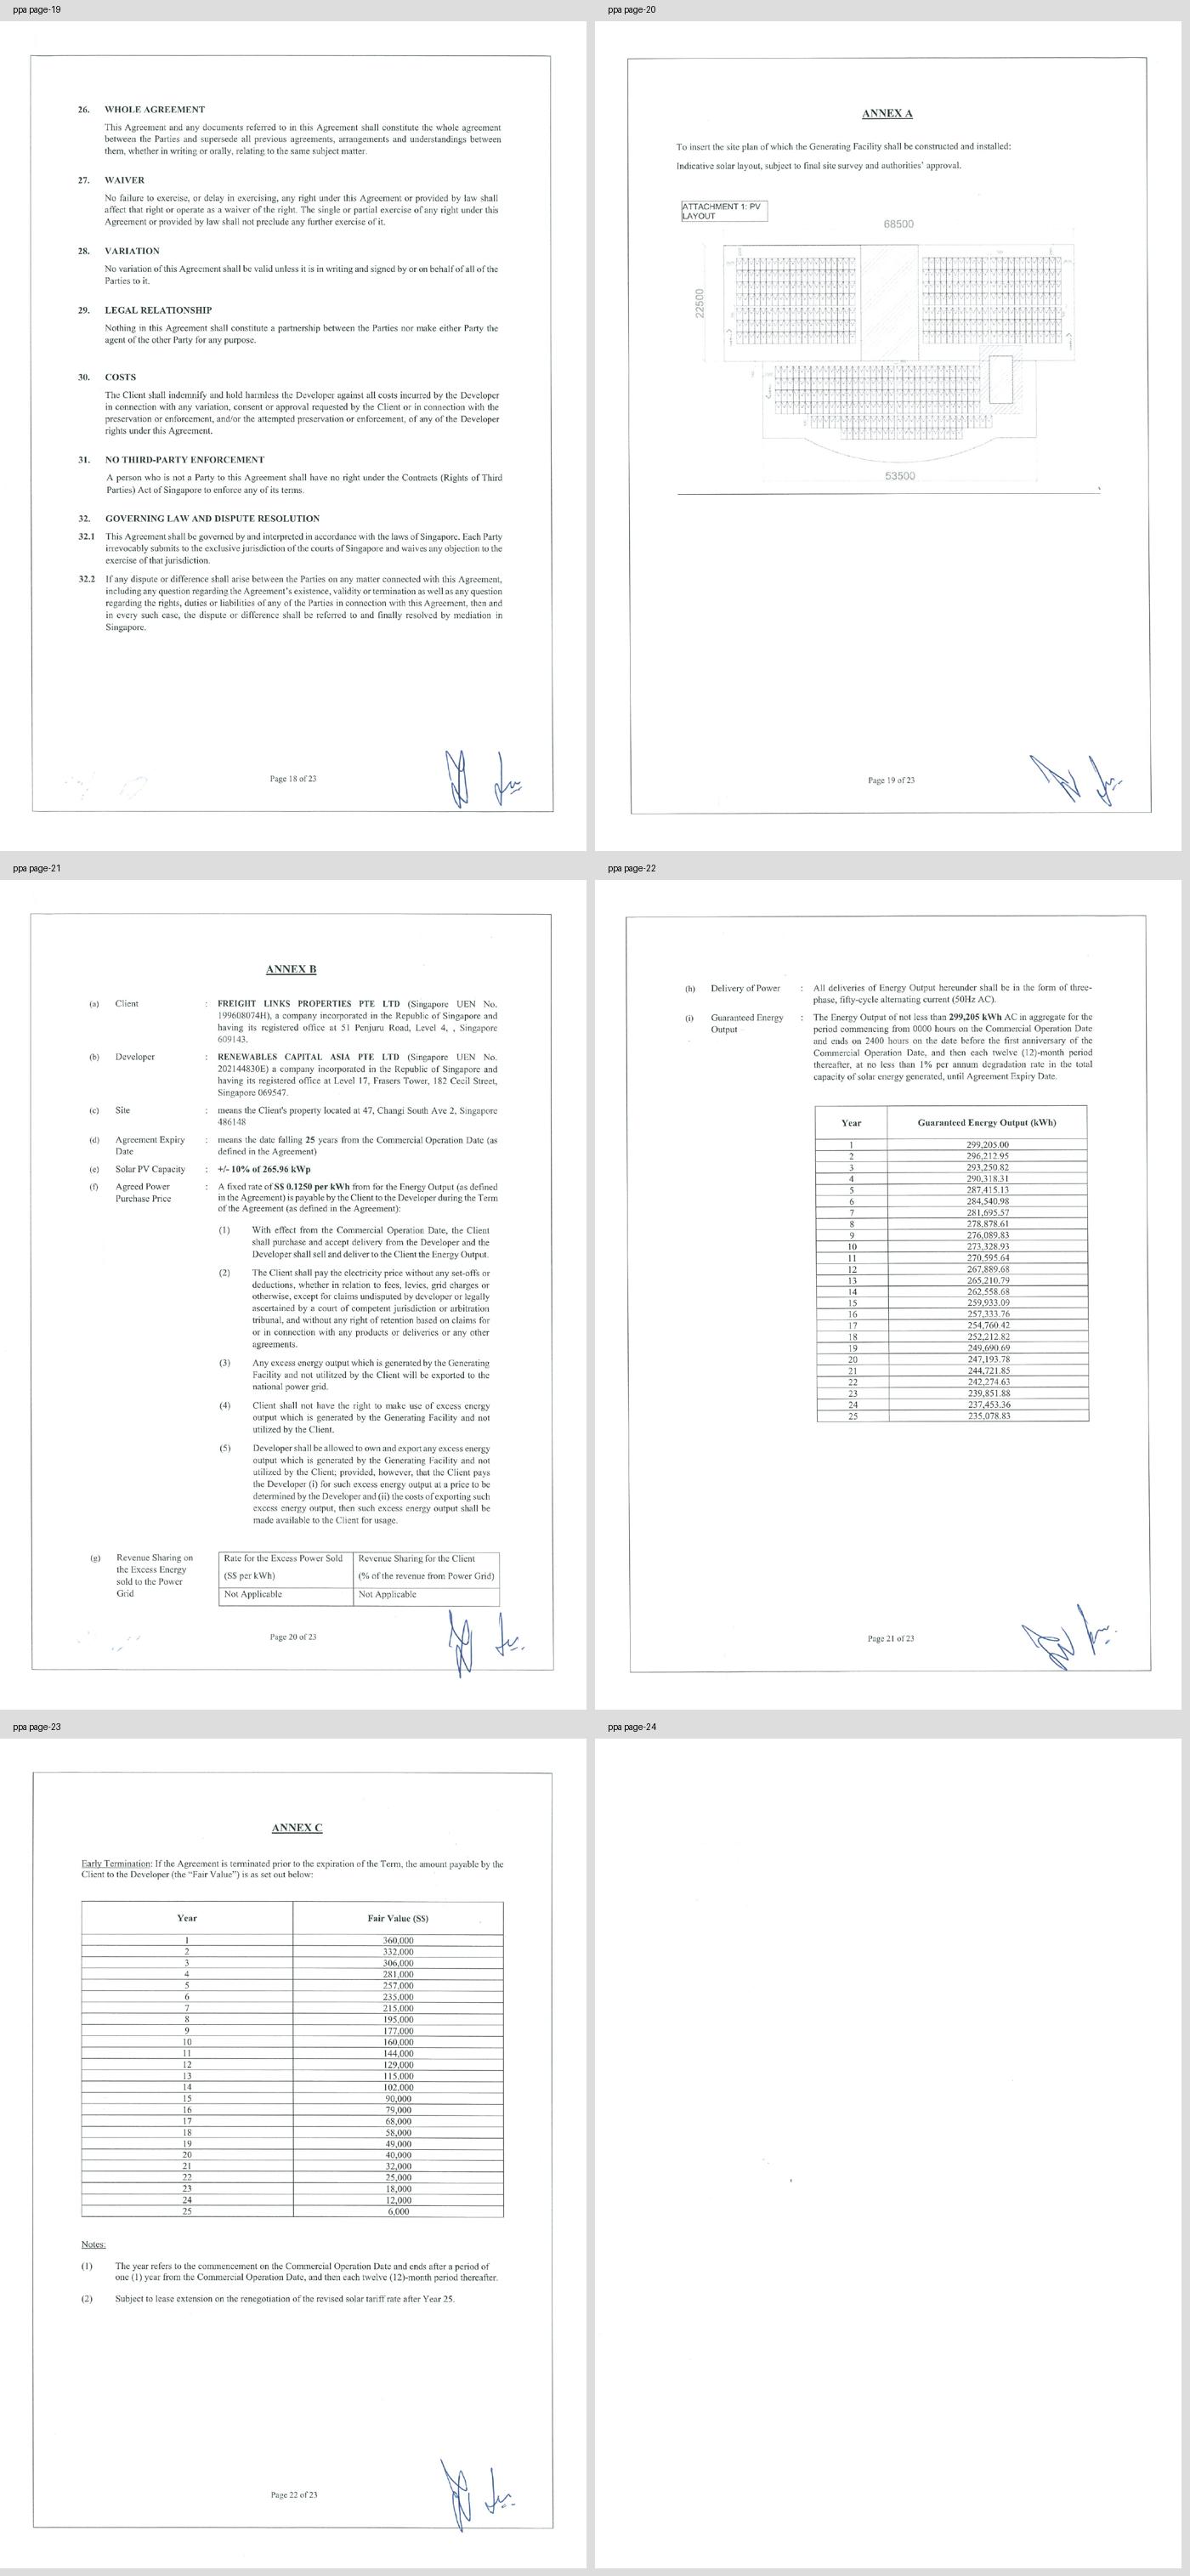 ppa page-19
26. WHOLE AGREEMENT
This Agreement and any documents referred to in this Agreement shall constitute the whole agreement
between the Parties and supersede all previous agreements, arrangements and understandings between
them, whether in writing or orally, relating to the same subject matter.
27. WAIVER
No failure to exercise, or delay in exercising, any right under this Agreement or provided by law shall
affect that right or operate as a waiver of the right. The single or partial exercise of any right under this
Agreement or provided by law shall not preclude any further exercise of it.
28. VARIATION
No variation of this Agreement shall be valid unless it is in writing and signed by or on behalf of all of the
Parties to it.
29. LEGAL RELATIONSHIP
Nothing in this Agreement shall constitute a partnership between the Parties nor make either Party the
agent of the other Party for any purpose.
30. COSTS
The Client shall indemnify and hold harmless the Developer against all costs incurred by the Developer
in connection with any variation, consent or approval requested by the Client or in connection with the
preservation or enforcement, and/or the attempted preservation or enforcement, of any of the Developer
rights under this Agreement.
31. NO THIRD-PARTY ENFORCEMENT
A person who is not a Party to this Agreement shall have no right under the Contracts (Rights of Third
Parties) Act of Singapore to enforce any of its terms.
32. GOVERNING LAW AND DISPUTE RESOLUTION
32.1 This Agreement shall be governed by and interpreted in accordance with the laws of Singapore. Each Party
irrevocably submits to the exclusive jurisdiction of the courts of Singapore and waives any objection to the
exercise of that jurisdiction.
32.2 If any dispute or difference shall arise between the Parties on any matter connected with this Agreement,
including any question regarding the Agreement's existence, validity or termination as well as any question
regarding the rights, duties or liabilities of any of the Parties in connection with this Agreement, then and
in every such case, the dispute or difference shall be referred to and finally resolved by mediation in
Singapore.
Page 18 of 23
ppa page-20
ANNEX A
To insert the site plan of which the Generating Facility shall be constructed and installed:
Indicative solar layout, subject to final site survey and authorities' approval.
ATTACHMENT 1: PV
LAYOUT
68500
22500
53500
Page 19 of 23
ppa page-21
ANNEX B
(a) Client : FREIGHT LINKS PROPERTIES PTE LTD (Singapore UEN No.
199608074H), a company incorporated in the Republic of Singapore and
having its registered office at 51 Penjuru Road, Level 4, , Singapore
609143.
(b) Developer : RENEWABLES CAPITAL ASIA PTE LTD (Singapore UEN No.
202144830E) a company incorporated in the Republic of Singapore and
having its registered office at Level 17, Frasers Tower, 182 Cecil Street,
Singapore 069547.
(c) Site : means the Client's property located at 47, Changi South Ave 2, Singapore
486148
(d) Agreement Expiry : means the date falling 25 years from the Commercial Operation Date (as
Date defined in the Agreement)
(e) Solar PV Capacity : +/- 10% of 265.96 kWp
(f) Agreed Power : A fixed rate of S$ 0.1250 per kWh from for the Energy Output (as defined
Purchase Price in the Agreement) is payable by the Client to the Developer during the Term
of the Agreement (as defined in the Agreement):
(1) With effect from the Commercial Operation Date, the Client
shall purchase and accept delivery from the Developer and the
Developer shall sell and deliver to the Client the Energy Output.
(2) The Client shall pay the electricity price without any set-offs or
deductions, whether in relation to fees, levies, grid charges or
otherwise, except for claims undisputed by developer or legally
ascertained by a court of competent jurisdiction or arbitration
tribunal, and without any right of retention based on claims for
or in connection with any products or deliveries or any other
agreements.
(3) Any excess energy output which is generated by the Generating
Facility and not utilitzed by the Client will be exported to the
national power grid.
(4) Client shall not have the right to make use of excess energy
output which is generated by the Generating Facility and not
utilized by the Client.
(5) Developer shall be allowed to own and export any excess energy
output which is generated by the Generating Facility and not
utilized by the Client; provided, however, that the Client pays
the Developer (i) for such excess energy output at a price to be
determined by the Developer and (ii) the costs of exporting such
excess energy output, then such excess energy output shall be
made available to the Client for usage.
(g) Revenue Sharing on Rate for the Excess Power Sold Revenue Sharing for the Client
the Excess Energy
sold to the Power (S$ per kWh) (% of the revenue from Power Grid)
Grid Not Applicable Not Applicable
Page 20 of 23
ppa page-22
(h) Delivery of Power : All deliveries of Energy Output hereunder shall be in the form of three-
phase, fifty-cycle alternating current (50Hz AC).
(i) Guaranteed Energy : The Energy Output of not less than 299,205 kWh AC in aggregate for the
Output period commencing from 0000 hours on the Commercial Operation Date
and ends on 2400 hours on the date before the first anniversary of the
Commercial Operation Date, and then each twelve (12)-month period
thereafter, at no less than 1% per annum degradation rate in the total
capacity of solar energy generated, until Agreement Expiry Date.
Year Guaranteed Energy Output (kWh)
1 299,205.00
2 296,212.95
3 293,250.82
4 290,318.31
5 287,415.13
6 284,540.98
7 281,695.57
8 278,878.61
9 276,089.83
10 273,328.93
11 270,595.64
12 267,889.68
13 265,210.79
14 262,558.68
15 259,933.09
16 257,333.76
17 254,760.42
18 252,212.82
19 249,690.69
20 247,193.78
21 244,721.85
22 242,274.63
23 239,851.88
24 237,453.36
25 235,078.83
Page 21 of 23
ppa page-23
ANNEX C
Early Termination: If the Agreement is terminated prior to the expiration of the Term, the amount payable by the
Client to the Developer (the "Fair Value") is as set out below:
Year Fair Value (S$)
1 360,000
2 332,000
3 306,000
4 281,000
5 257,000
6 235,000
7 215,000
8 195,000
9 177,000
10 160,000
11 144,000
12 129,000
13 115,000
14 102,000
15 90,000
16 79,000
17 68,000
18 58,000
19 49,000
20 40,000
21 32,000
22 25,000
23 18,000
24 12,000
25 6,000
Notes:
(1) The year refers to the commencement on the Commercial Operation Date and ends after a period of
one (1) year from the Commercial Operation Date, and then each twelve (12)-month period thereafter.
(2) Subject to lease extension on the renegotiation of the revised solar tariff rate after Year 25.
Page 22 of 23
ppa page-24